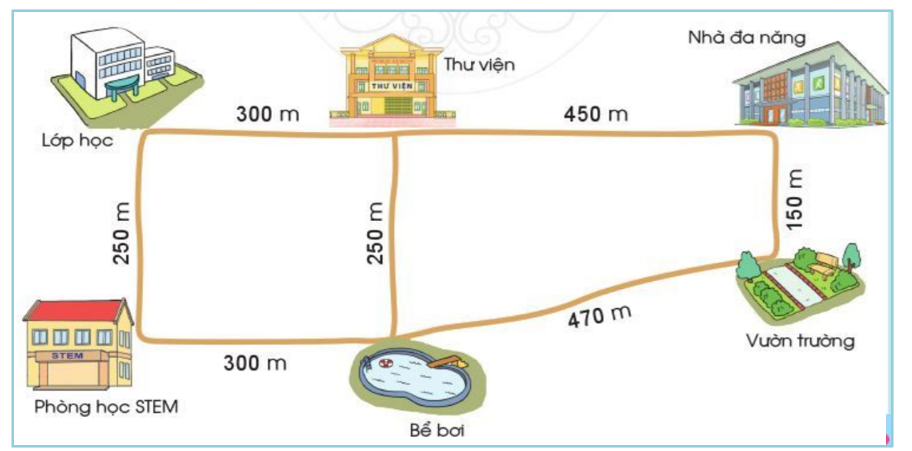 Nhà đa năng
Thư viện
THƯ VIỆN
300 m
450 m
Lớp học
250 m
250 m
150 m
STEM
300 m
470 m
Vườn trường
Phòng học STEM
Bể bơi